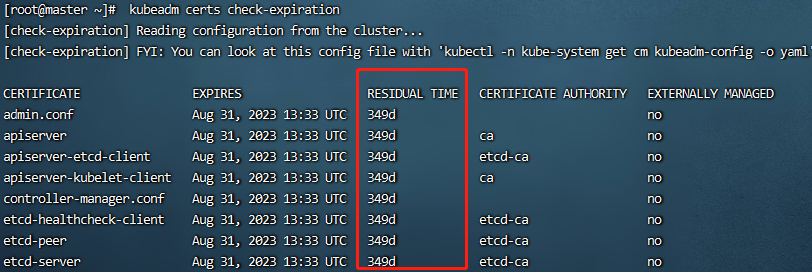 [root@master ~]#  kubeadm certs check-expiration
[check-expiration] Reading configuration from the cluster...
[check-expiration] FYI: You can look at this config file with 'kubectl -n kube-system get cm kubeadm-config -o yaml'
CERTIFICATE EXPIRES RESIDUAL TIME CERTIFICATE AUTHORITY EXTERNALLY MANAGED
admin.conf Aug 31, 2023 13:33 UTC 349d no
apiserver Aug 31, 2023 13:33 UTC 349d ca no
apiserver-etcd-client Aug 31, 2023 13:33 UTC 349d etcd-ca no
apiserver-kubelet-client Aug 31, 2023 13:33 UTC 349d ca no
controller-manager.conf Aug 31, 2023 13:33 UTC 349d no
etcd-healthcheck-client Aug 31, 2023 13:33 UTC 349d etcd-ca no
etcd-peer Aug 31, 2023 13:33 UTC 349d etcd-ca no
etcd-server Aug 31, 2023 13:33 UTC 349d etcd-ca no